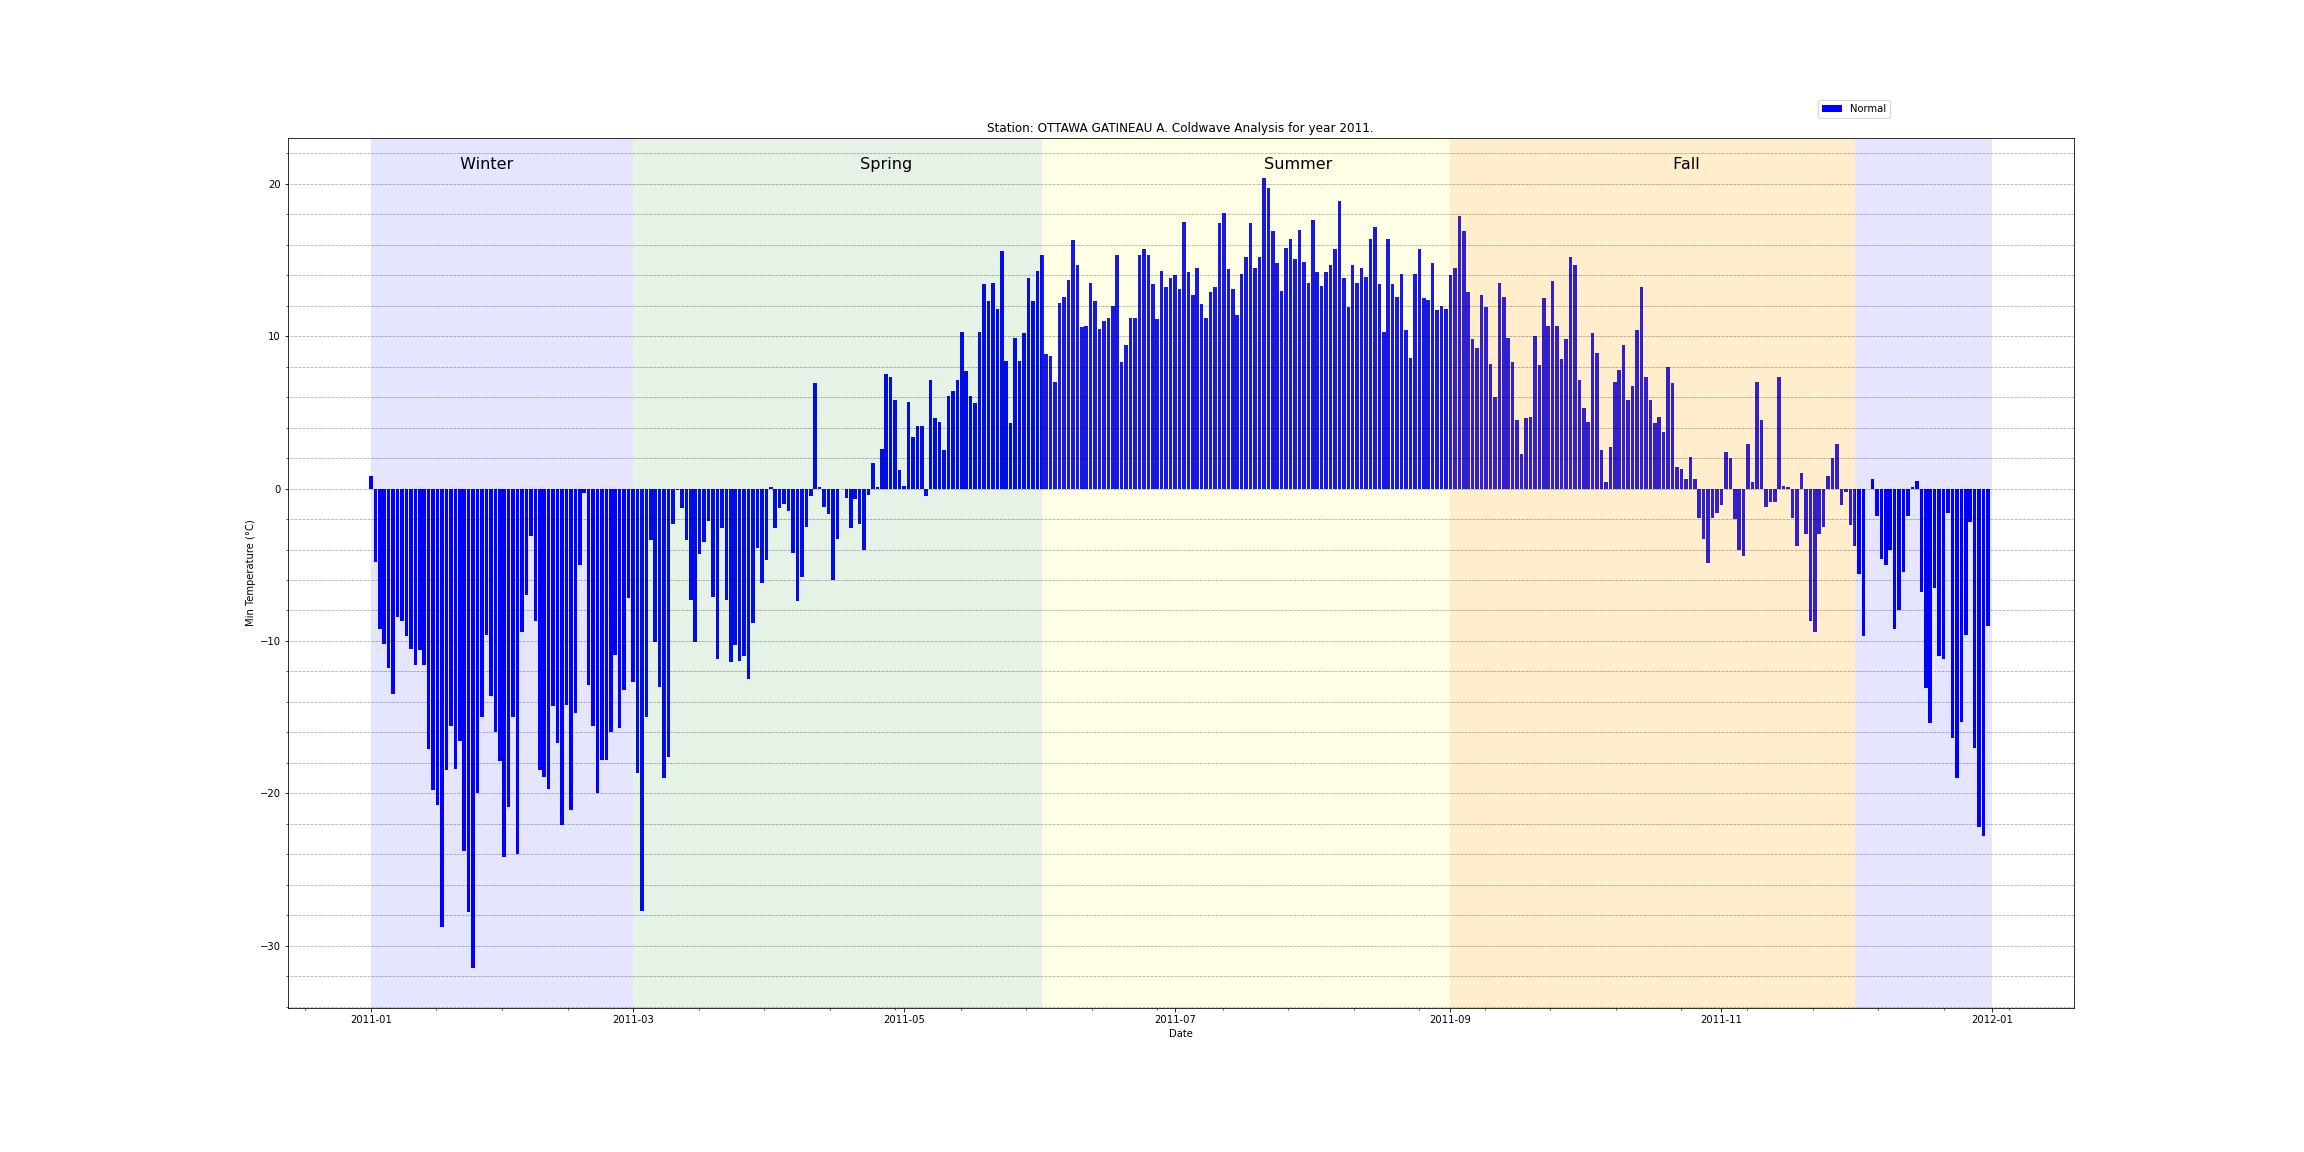 Normal
Station: OTTAWA GATINEAU A. Coldwave Analysis for year 2011.
Winter Spring Summer Fall
20
10
0
−10
−20
−30
Min Temperature (°C)
2011-01 2011-03 2011-05 2011-07 2011-09 2011-11 2012-01
Date